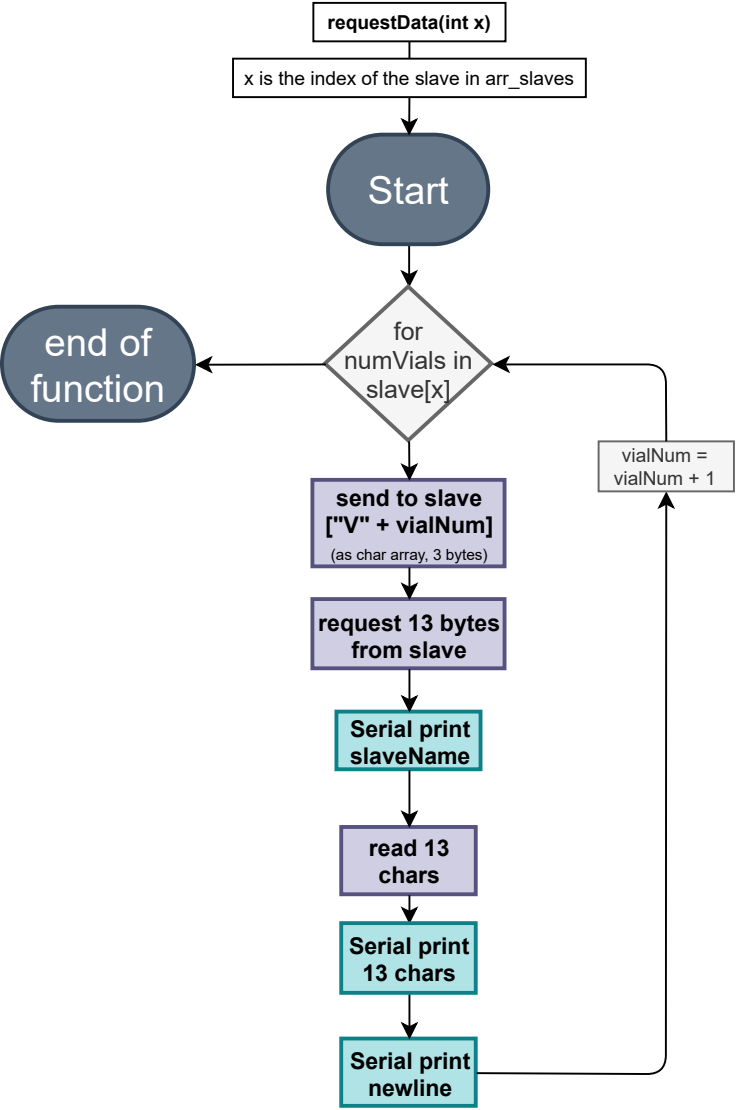 requestData(int x)
x is the index of the slave in arr_slaves
Start
for
numVials in
slave[x]
end of
function
send to slave
["V" + vialNum]
(as char array, 3 bytes)
request 13 bytes
from slave
Serial print
slaveName
read 13
chars
Serial print
13 chars
Serial print
newline
vialNum =
vialNum + 1